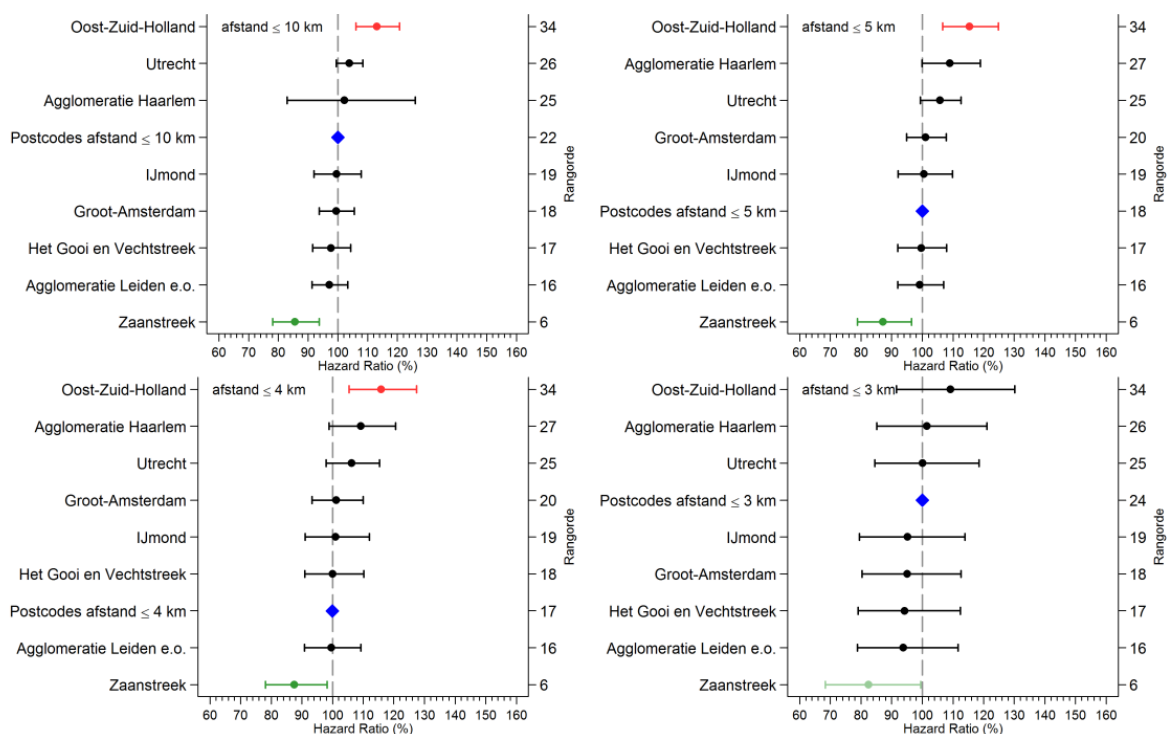 Oost-Zuid-Holland afstand ≤ 10 km 34
Utrecht 26
Agglomeratie Haarlem 25
Postcodes afstand ≤ 10 km 22
IJmond 19
Groot-Amsterdam 18
Het Gooi en Vechtstreek 17
Agglomeratie Leiden e.o. 16
Zaanstreek 6
Rangorde
60 70 80 90 100 110 120 130 140 150 160
Hazard Ratio (%)
Oost-Zuid-Holland afstand ≤ 5 km 34
Agglomeratie Haarlem 27
Utrecht 25
Groot-Amsterdam 20
IJmond 19
Postcodes afstand ≤ 5 km 18
Het Gooi en Vechtstreek 17
Agglomeratie Leiden e.o. 16
Zaanstreek 6
Rangorde
60 70 80 90 100 110 120 130 140 150 160
Hazard Ratio (%)
Oost-Zuid-Holland afstand ≤ 4 km 34
Agglomeratie Haarlem 27
Utrecht 25
Groot-Amsterdam 20
IJmond 19
Het Gooi en Vechtstreek 18
Postcodes afstand ≤ 4 km 17
Agglomeratie Leiden e.o. 16
Zaanstreek 6
Rangorde
60 70 80 90 100 110 120 130 140 150 160
Hazard Ratio (%)
Oost-Zuid-Holland afstand ≤ 3 km 34
Agglomeratie Haarlem 26
Utrecht 25
Postcodes afstand ≤ 3 km 24
IJmond 19
Groot-Amsterdam 18
Het Gooi en Vechtstreek 17
Agglomeratie Leiden e.o. 16
Zaanstreek 6
Rangorde
60 70 80 90 100 110 120 130 140 150 160
Hazard Ratio (%)